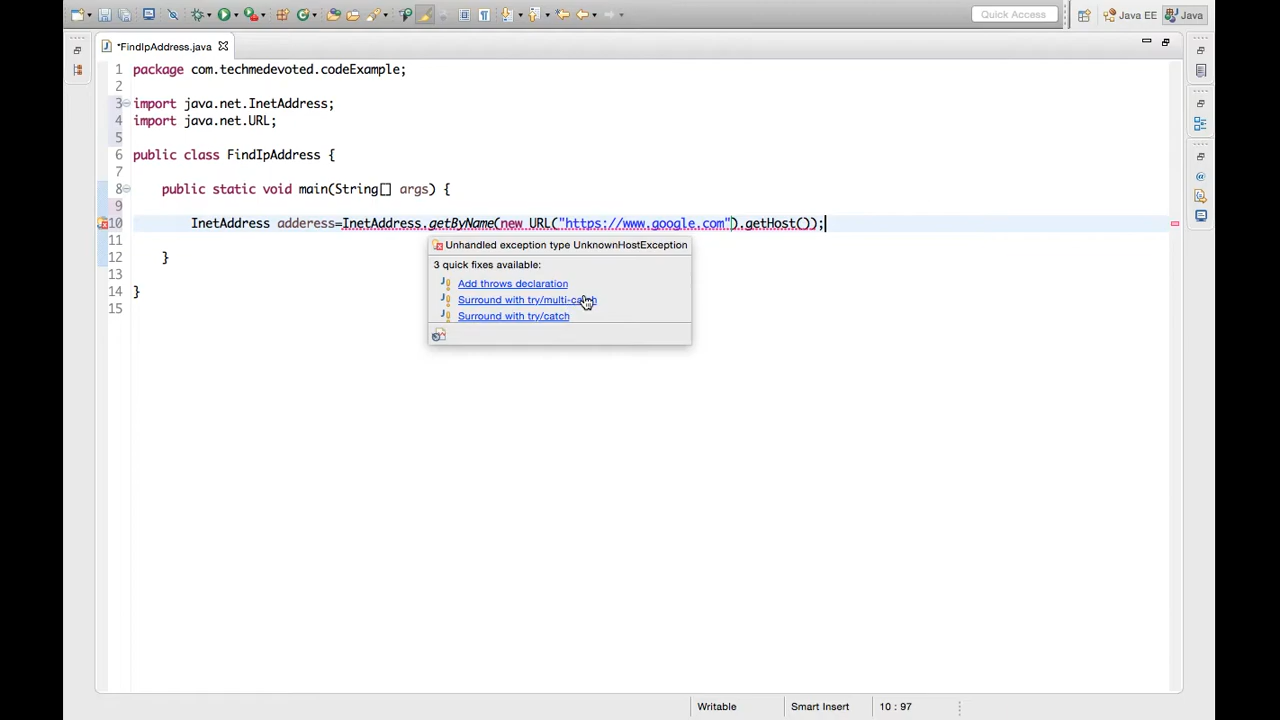 Quick Access
Java EE
Java
*FindIpAddress.java
1 package com.techmedevoted.codeExample;
2
3 import java.net.InetAddress;
4 import java.net.URL;
5
6 public class FindIpAddress {
7
8 public static void main(String[] args) {
9
10 InetAddress adderess=InetAddress.getByName(new URL("https://www.google.com").getHost());
11
12 }
13
14 }
15
Unhandled exception type UnknownHostException
3 quick fixes available:
Add throws declaration
Surround with try/multi-catch
Surround with try/catch
Writable
Smart Insert
10 : 97